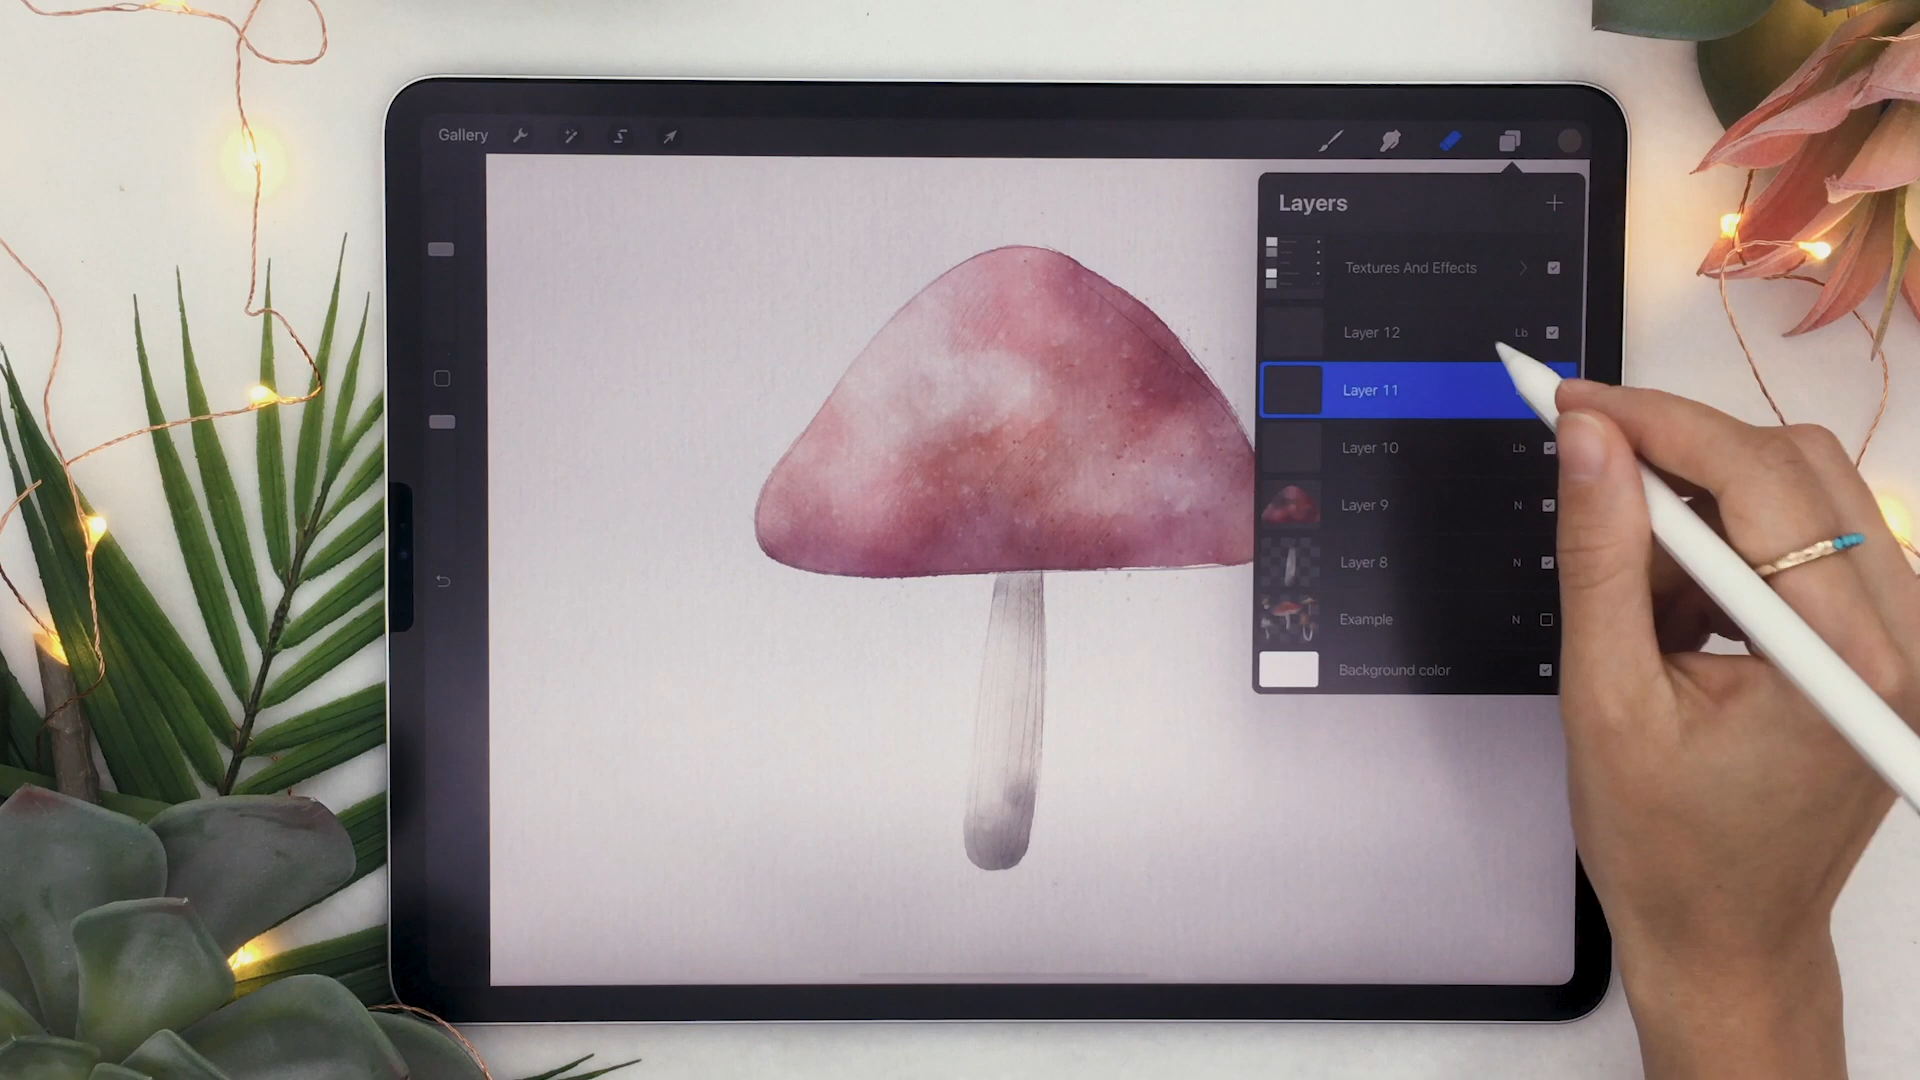 Gallery
Layers
Textures And Effects
Layer 12 Lb
Layer 11
Layer 10 Lb
Layer 9 N
Layer 8 N
Example N
Background color